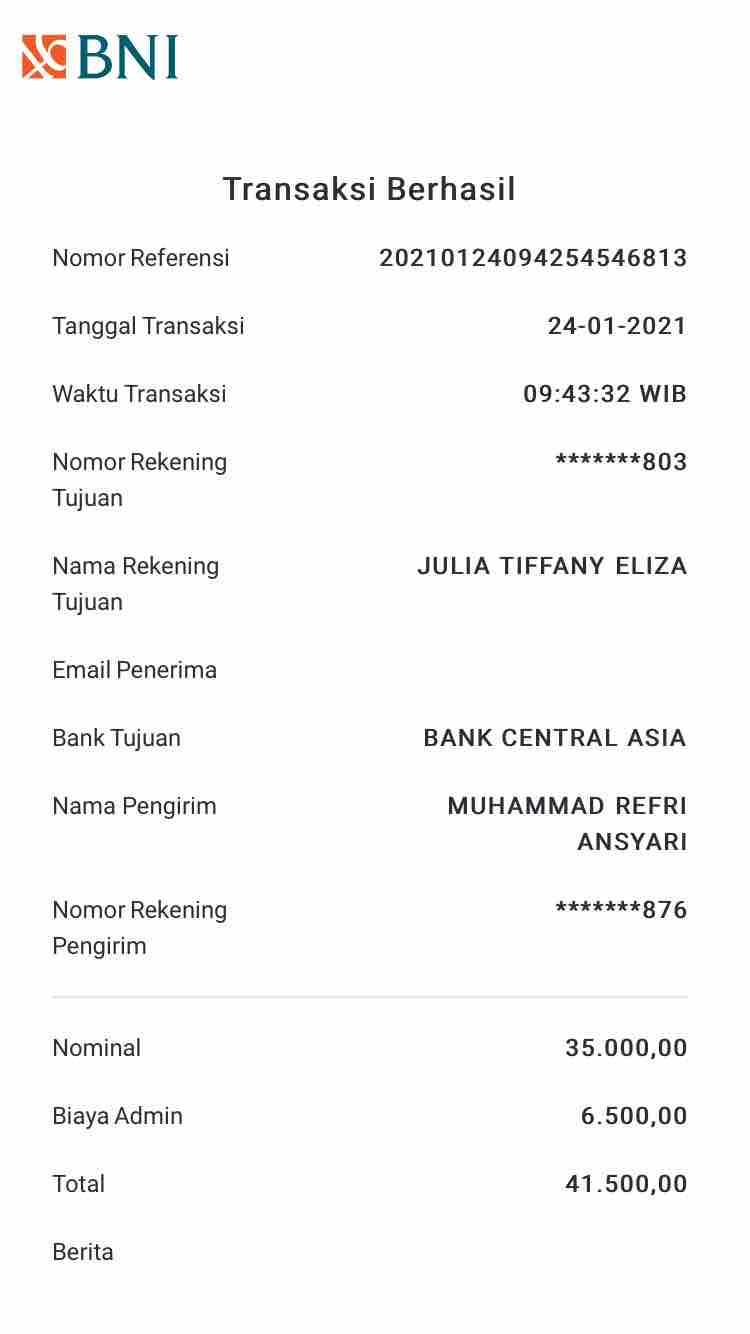 BNI
Transaksi Berhasil
Nomor Referensi 20210124094254546813
Tanggal Transaksi 24-01-2021
Waktu Transaksi 09:43:32 WIB
Nomor Rekening *******803
Tujuan
Nama Rekening JULIA TIFFANY ELIZA
Tujuan
Email Penerima
Bank Tujuan BANK CENTRAL ASIA
Nama Pengirim MUHAMMAD REFRI
ANSYARI
Nomor Rekening *******876
Pengirim
Nominal 35.000,00
Biaya Admin 6.500,00
Total 41.500,00
Berita